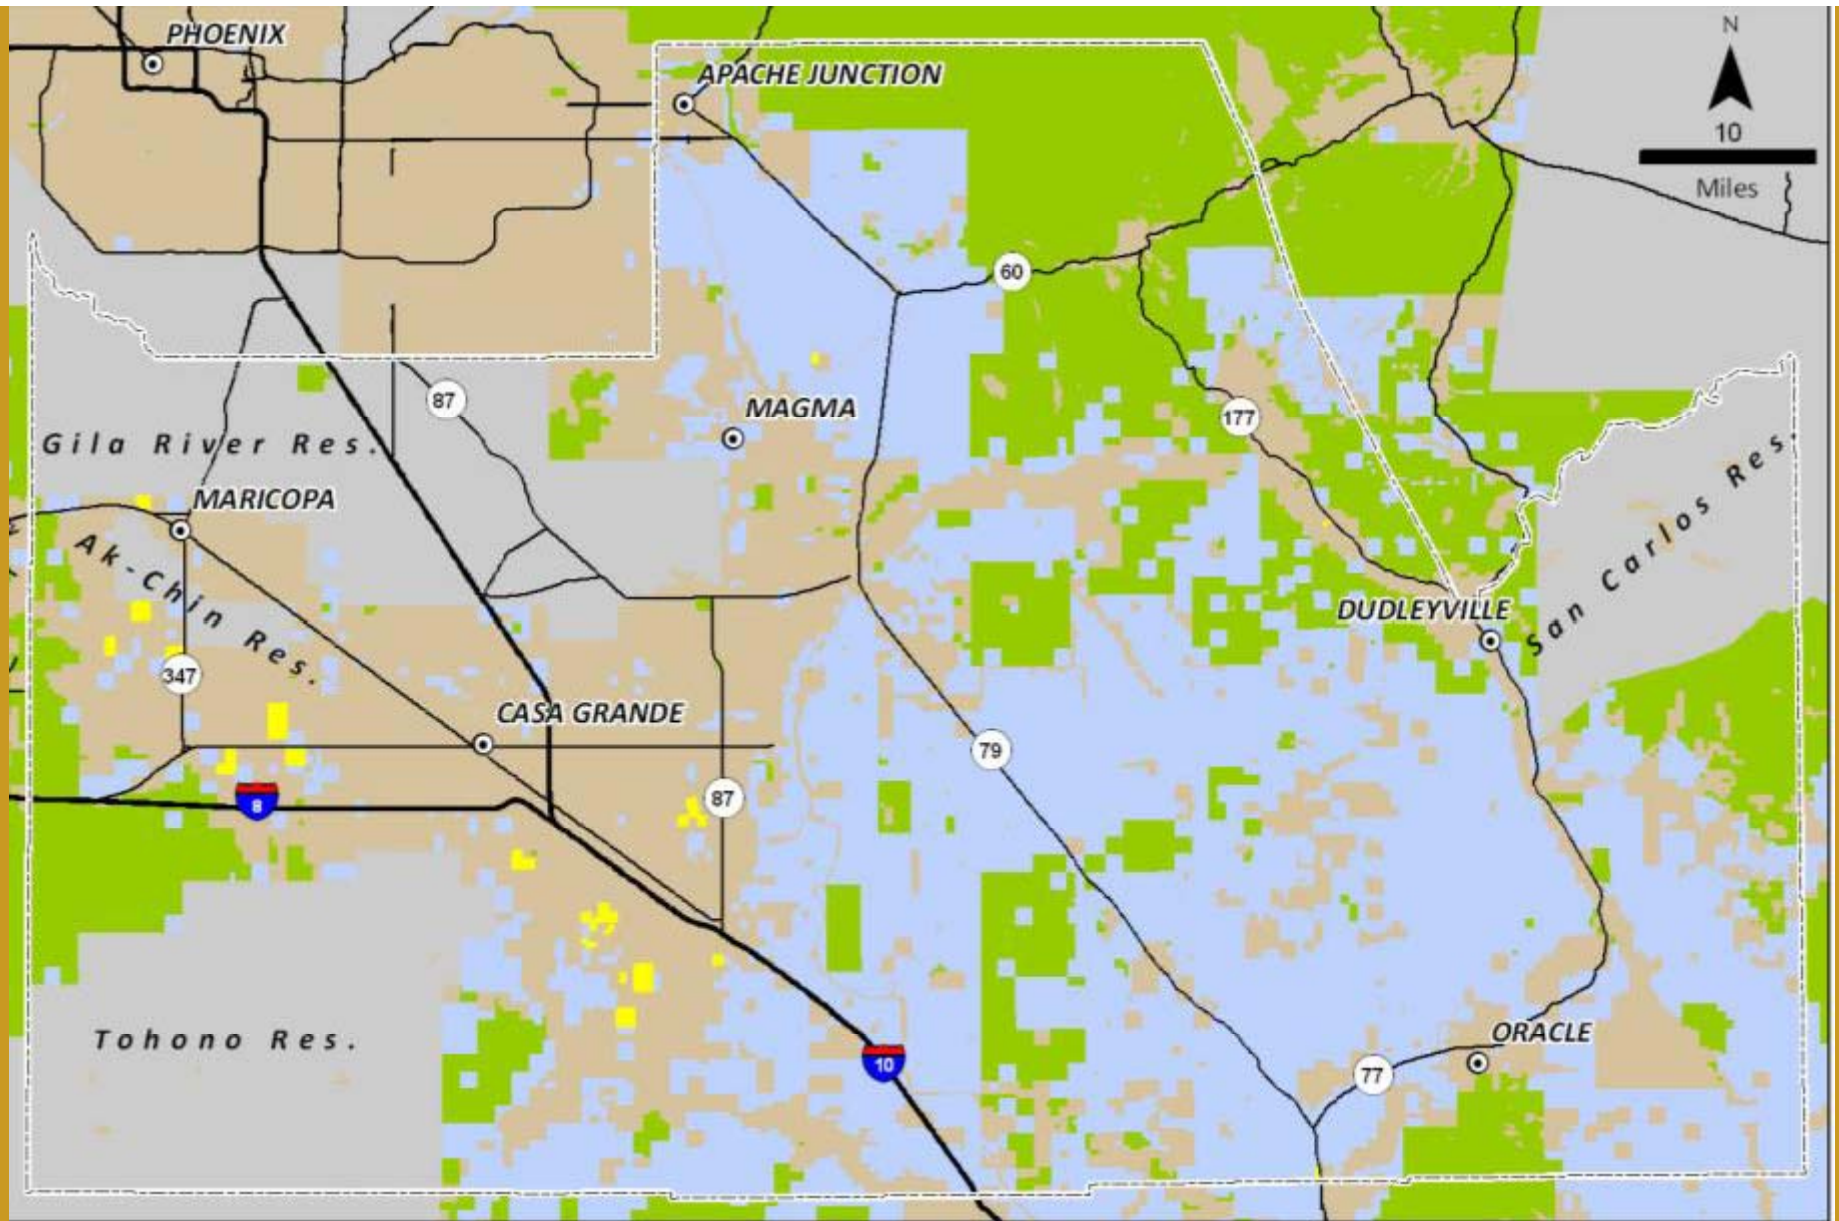 PHOENIX
N
APACHE JUNCTION
10
Miles
60
87
MAGMA
177
Gila River Res.
MARICOPA
Ak-Chin Res.
San Carlos Res.
DUDLEYVILLE
347
CASA GRANDE
79
8
87
Tohono Res.
ORACLE
10
77